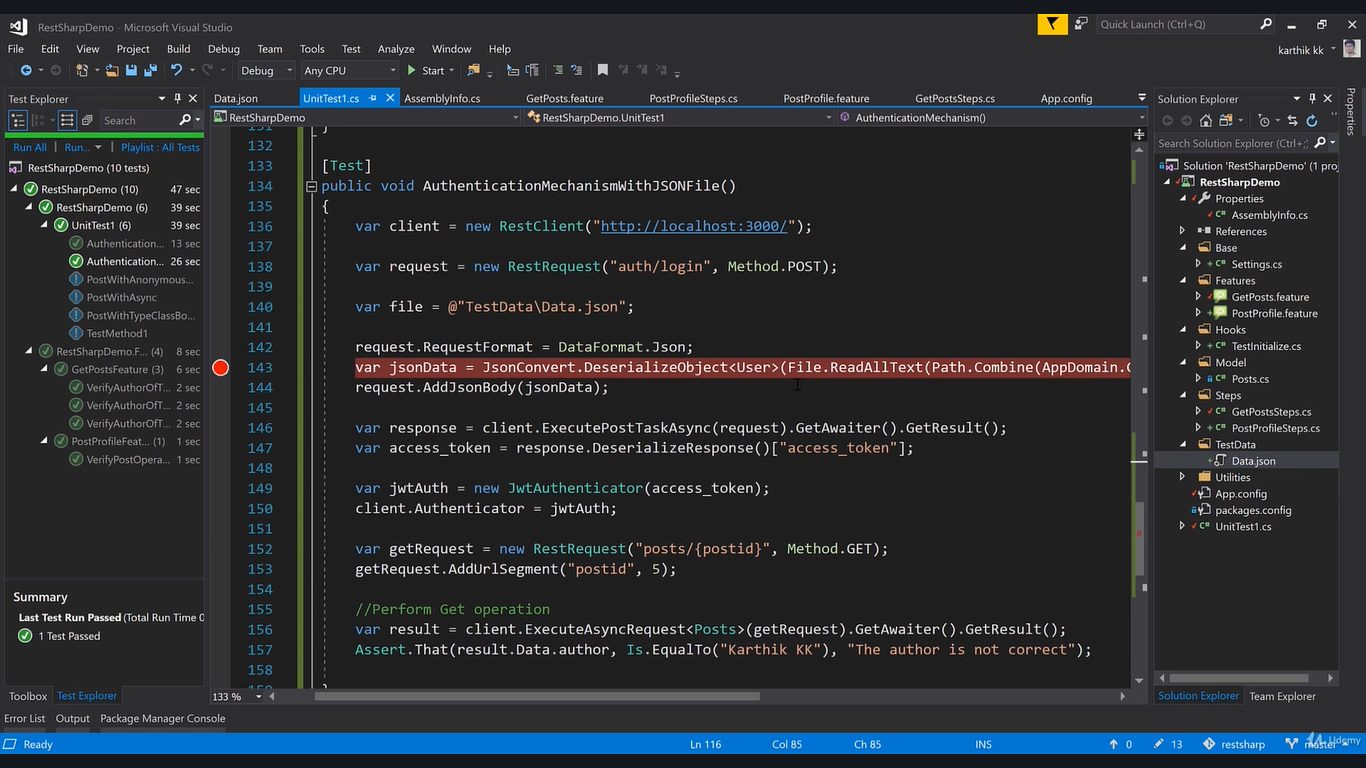 RestSharpDemo - Microsoft Visual Studio
Quick Launch (Ctrl+Q)
File Edit View Project Build Debug Team Tools Test Analyze Window Help
karthik kk
Debug Any CPU Start
Test Explorer
Search
Run All Run... Playlist : All Tests
RestSharpDemo (10 tests)
RestSharpDemo (10) 47 sec
RestSharpDemo (6) 39 sec
UnitTest1 (6) 39 sec
Authentication... 13 sec
Authentication... 26 sec
PostWithAnonymous...
PostWithAsync
PostWithTypeClassBo...
TestMethod1
RestSharpDemo.F... (4) 8 sec
GetPostsFeature (3) 6 sec
VerifyAuthorOfT... 2 sec
VerifyAuthorOfT... 2 sec
VerifyAuthorOfT... 2 sec
PostProfileFeat... (1) 1 sec
VerifyPostOpera... 1 sec
Summary
Last Test Run Passed (Total Run Time 0
1 Test Passed
Toolbox Test Explorer
Data.json UnitTest1.cs AssemblyInfo.cs GetPosts.feature PostProfileSteps.cs PostProfile.feature GetPostsSteps.cs App.config
RestSharpDemo RestSharpDemo.UnitTest1 AuthenticationMechanism()
131 }
132
133 [Test]
134 public void AuthenticationMechanismWithJSONFile()
135 {
136 var client = new RestClient("http://localhost:3000/");
137
138 var request = new RestRequest("auth/login", Method.POST);
139
140 var file = @"TestData\Data.json";
141
142 request.RequestFormat = DataFormat.Json;
143 var jsonData = JsonConvert.DeserializeObject<User>(File.ReadAllText(Path.Combine(AppDomain.C
144 request.AddJsonBody(jsonData);
145
146 var response = client.ExecutePostTaskAsync(request).GetAwaiter().GetResult();
147 var access_token = response.DeserializeResponse()["access_token"];
148
149 var jwtAuth = new JwtAuthenticator(access_token);
150 client.Authenticator = jwtAuth;
151
152 var getRequest = new RestRequest("posts/{postid}", Method.GET);
153 getRequest.AddUrlSegment("postid", 5);
154
155 //Perform Get operation
156 var result = client.ExecuteAsyncRequest<Posts>(getRequest).GetAwaiter().GetResult();
157 Assert.That(result.Data.author, Is.EqualTo("Karthik KK"), "The author is not correct");
158
159 }
133 %
Solution Explorer
Search Solution Explorer (Ctrl+;)
Solution 'RestSharpDemo' (1 proj
RestSharpDemo
Properties
AssemblyInfo.cs
References
Base
Settings.cs
Features
GetPosts.feature
PostProfile.feature
Hooks
TestInitialize.cs
Model
Posts.cs
Steps
GetPostsSteps.cs
PostProfileSteps.cs
TestData
Data.json
Utilities
App.config
packages.config
UnitTest1.cs
Solution Explorer Team Explorer
Properties
Error List Output Package Manager Console
Ready Ln 116 Col 85 Ch 85 INS 0 13 restsharp master
Udemy